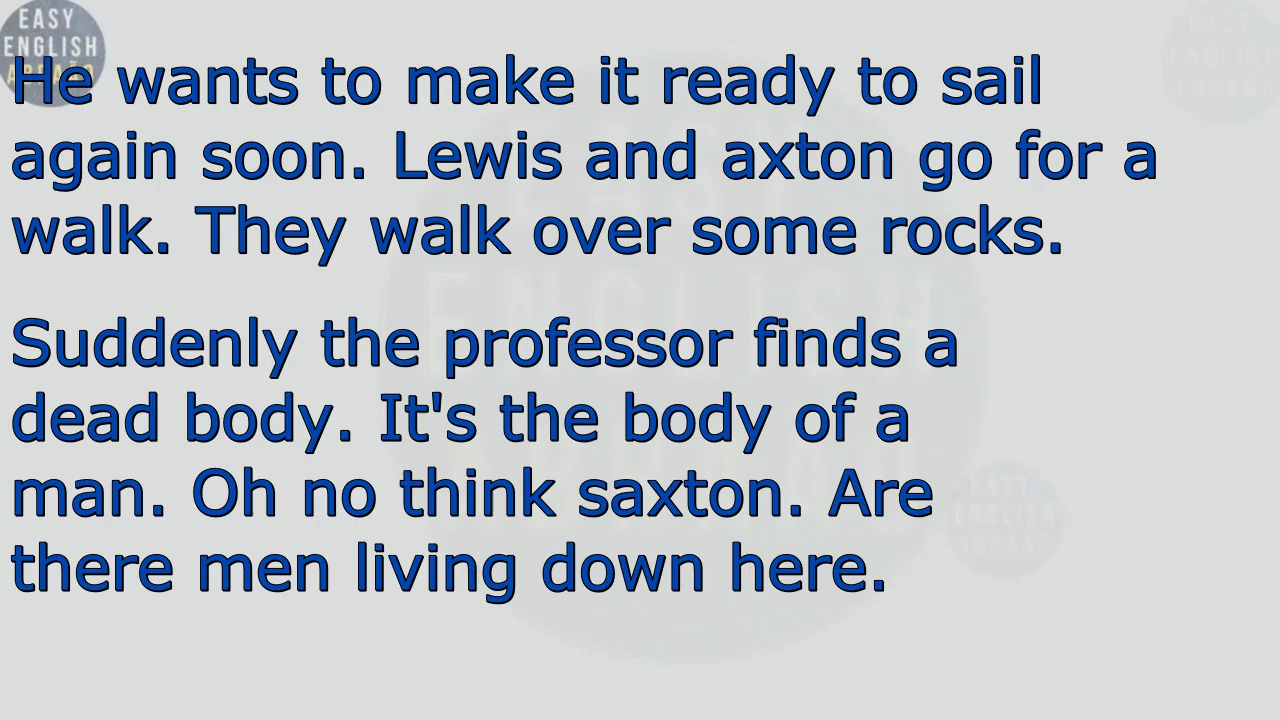 EASY
ENGLISH
He wants to make it ready to sail
again soon. Lewis and axton go for a
walk. They walk over some rocks.
Suddenly the professor finds a
dead body. It's the body of a
man. Oh no think saxton. Are
there men living down here.